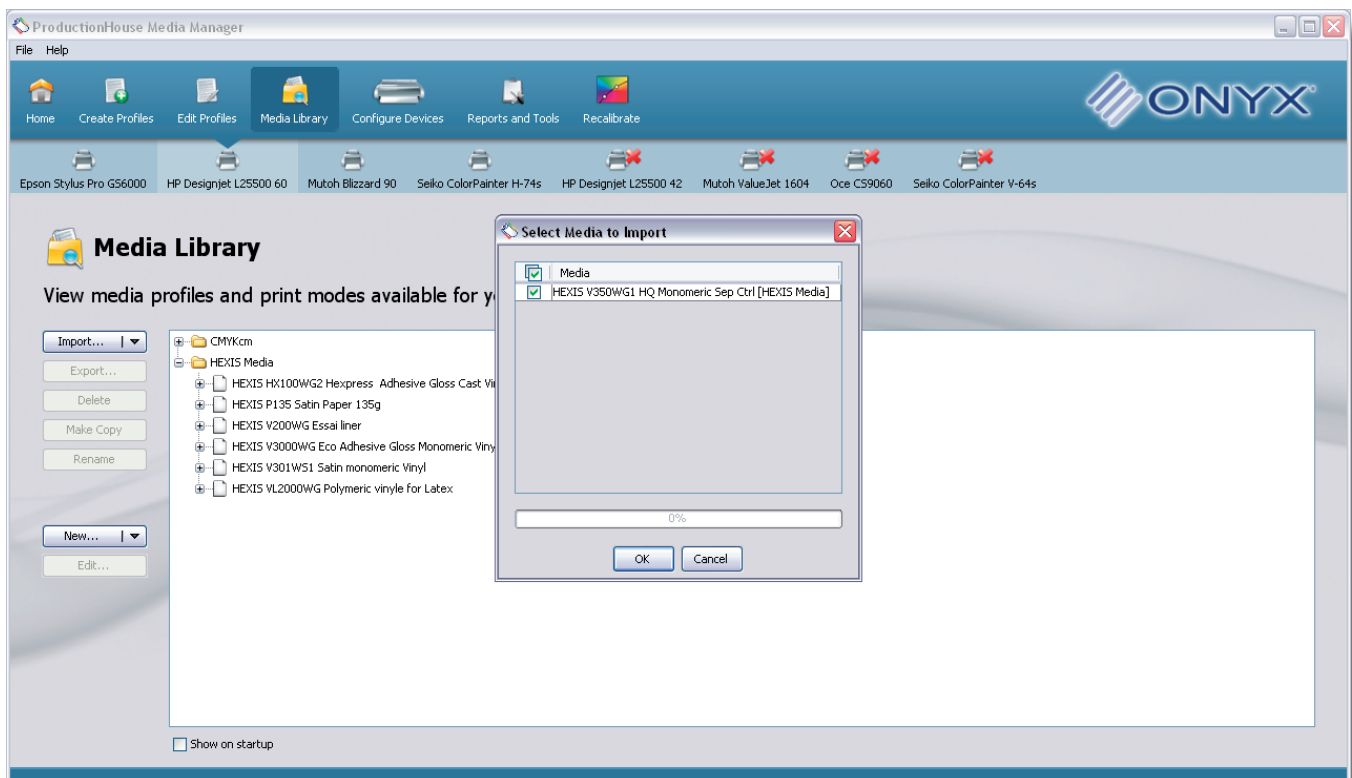 ProductionHouse Media Manager
File Help
ONYX
Home Create Profiles Edit Profiles Media Library Configure Devices Reports and Tools Recalibrate
Epson Stylus Pro GS6000 HP Designjet L25500 60 Mutoh Blizzard 90 Seiko ColorPainter H-74s HP Designjet L25500 42 Mutoh ValueJet 1604 Oce CS9060 Seiko ColorPainter V-64s
Media Library
View media profiles and print modes available for y
Import...
Export...
Delete
Make Copy
Rename
New...
Edit...
CMYKcm
HEXIS Media
HEXIS HX100WG2 Hexpress Adhesive Gloss Cast Vi
HEXIS P135 Satin Paper 135g
HEXIS V200WG Essai liner
HEXIS V3000WG Eco Adhesive Gloss Monomeric Viny
HEXIS V301WS1 Satin monomeric Vinyl
HEXIS VL2000WG Polymeric vinyle for Latex
Show on startup
Select Media to Import
Media
HEXIS V350WG1 HQ Monomeric Sep Ctrl [HEXIS Media]
0%
OK Cancel